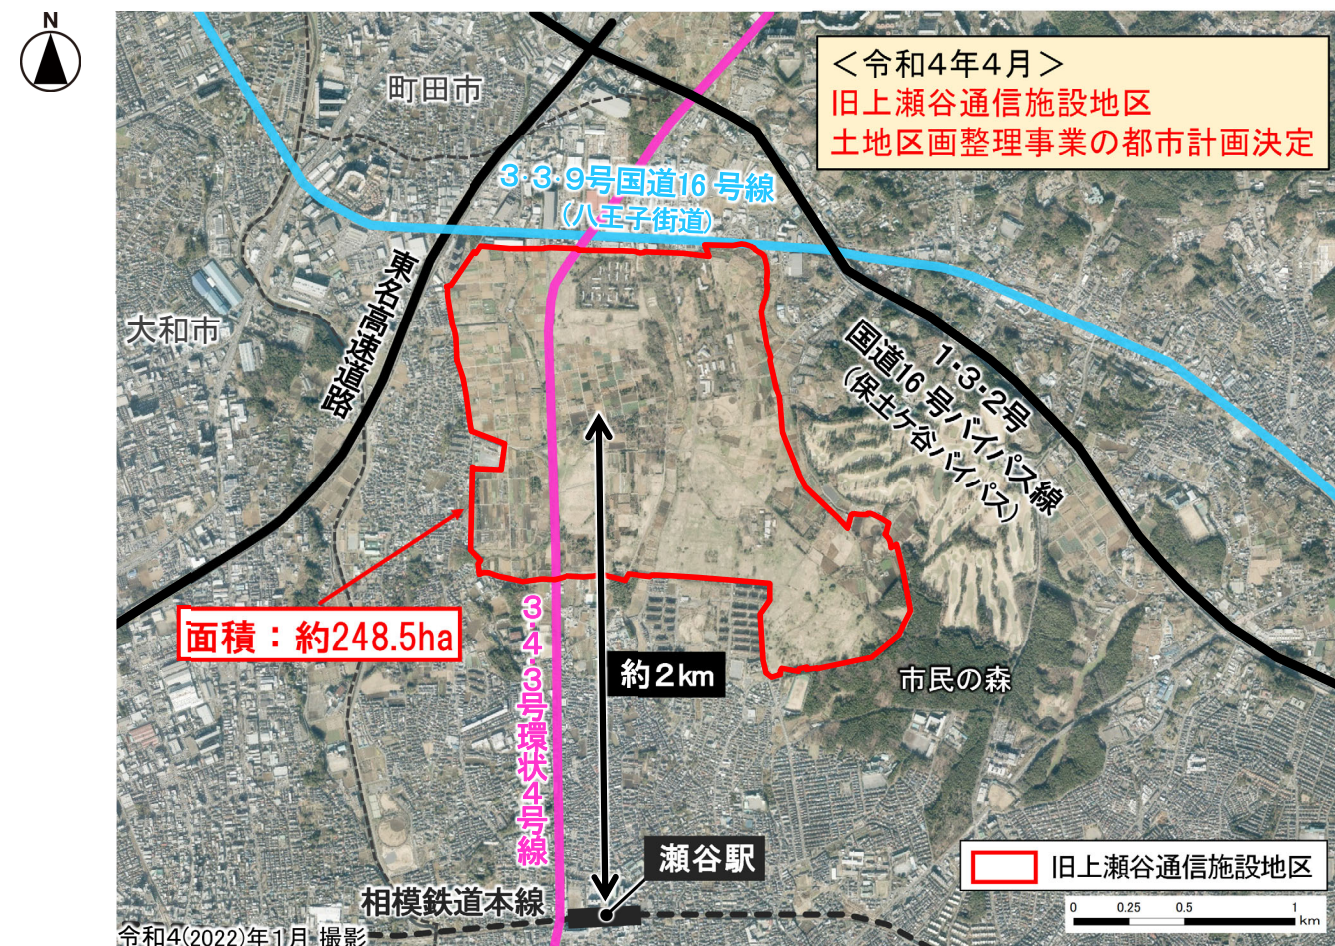 N
＜令和４年４月＞
旧上瀬谷通信施設地区
土地区画整理事業の都市計画決定
町田市
3・3・9号国道16号線
(八王子街道)
東名高速道路
大和市
1・3・2号
国道16号バイパス線
(保土ケ谷バイパス)
面積：約248.5ha
3・4・3号環状4号線
約２km
市民の森
瀬谷駅
相模鉄道本線
旧上瀬谷通信施設地区
0 0.25 0.5 1
km
令和4(2022)年1月 撮影